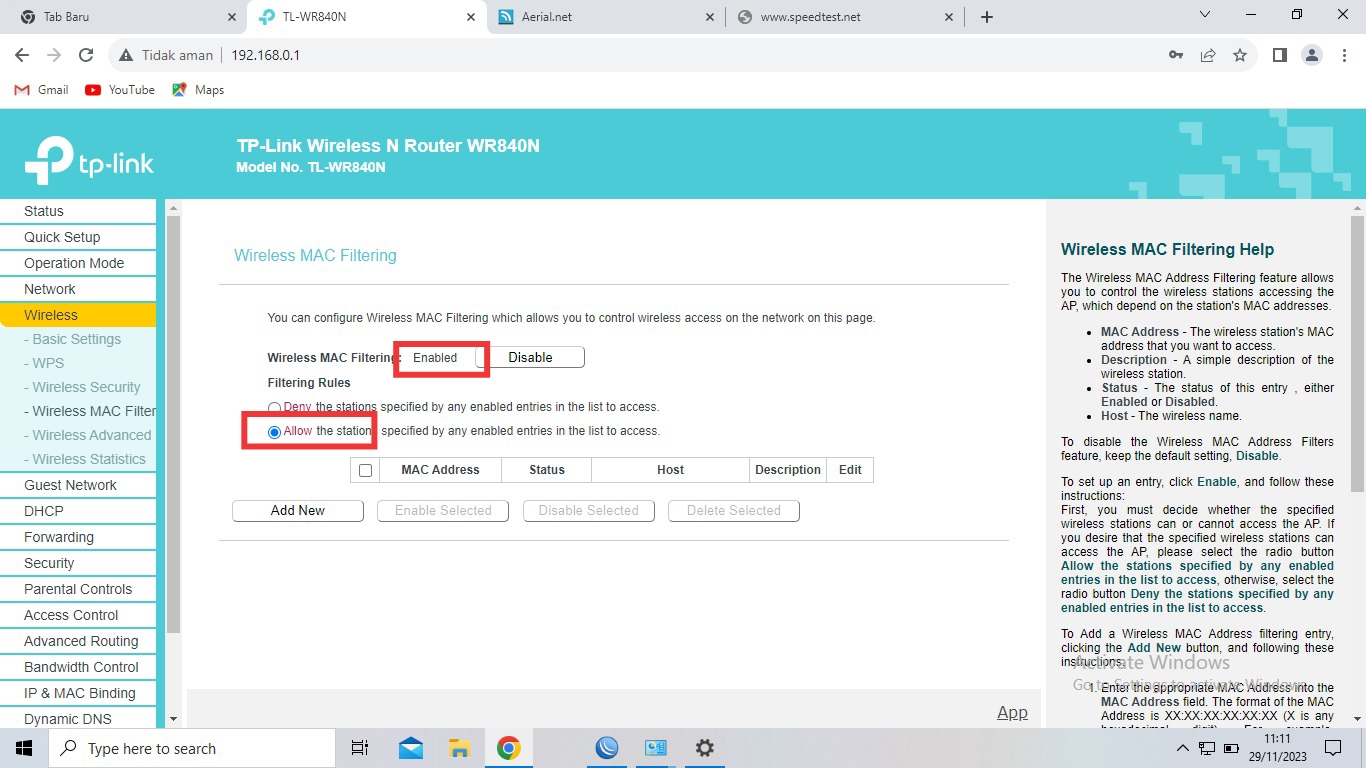 Tab Baru
TL-WR840N
Aerial.net
www.speedtest.net
Tidak aman
192.168.0.1
Gmail
YouTube
Maps
tp-link
TP-Link Wireless N Router WR840N
Model No. TL-WR840N
Status
Quick Setup
Operation Mode
Network
Wireless
- Basic Settings
- WPS
- Wireless Security
- Wireless MAC Filter
- Wireless Advanced
- Wireless Statistics
Guest Network
DHCP
Forwarding
Security
Parental Controls
Access Control
Advanced Routing
Bandwidth Control
IP & MAC Binding
Dynamic DNS
Wireless MAC Filtering
You can configure Wireless MAC Filtering which allows you to control wireless access on the network on this page.
Wireless MAC Filtering: Enabled Disable
Filtering Rules
Deny the stations specified by any enabled entries in the list to access.
Allow the stations specified by any enabled entries in the list to access.
MAC Address Status Host Description Edit
Add New Enable Selected Disable Selected Delete Selected
App
Wireless MAC Filtering Help
The Wireless MAC Address Filtering feature allows
you to control the wireless stations accessing the
AP, which depend on the station's MAC addresses.
• MAC Address - The wireless station's MAC
address that you want to access.
• Description - A simple description of the
wireless station.
• Status - The status of this entry , either
Enabled or Disabled.
• Host - The wireless name.
To disable the Wireless MAC Address Filters
feature, keep the default setting, Disable.
To set up an entry, click Enable, and follow these
instructions:
First, you must decide whether the specified
wireless stations can or cannot access the AP. If
you desire that the specified wireless stations can
access the AP, please select the radio button
Allow the stations specified by any enabled
entries in the list to access, otherwise, select the
radio button Deny the stations specified by any
enabled entries in the list to access.
To Add a Wireless MAC Address filtering entry,
clicking the Add New button, and following these
instructions:
1. Enter the appropriate MAC Address into the
MAC Address field. The format of the MAC
Address is XX:XX:XX:XX:XX:XX (X is any
Activate Windows
Go to Settings to activate Windows.
Type here to search
11:11
29/11/2023